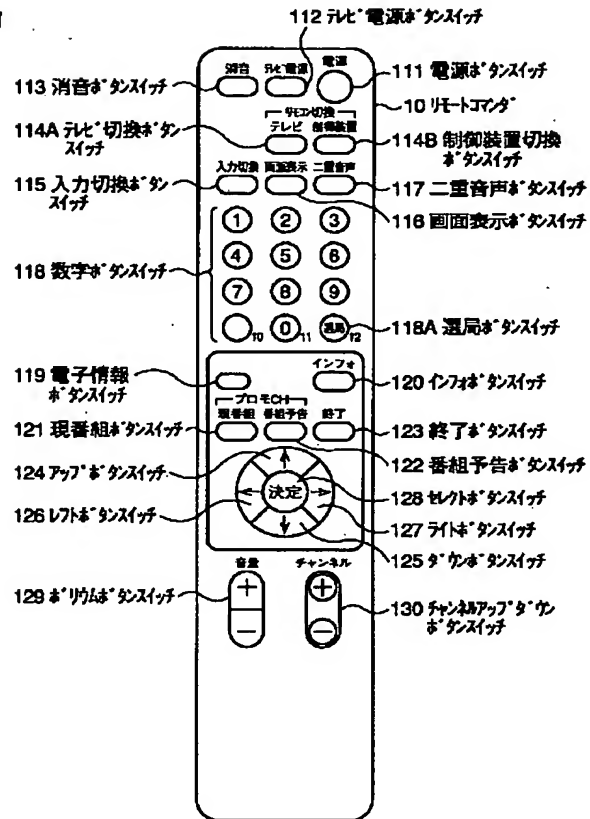 112 ﾃﾚﾋﾞ電源ﾎﾞﾀﾝｽｲｯﾁ
消音 ﾃﾚﾋﾞ電源 電源
113 消音ﾎﾞﾀﾝｽｲｯﾁ
111 電源ﾎﾞﾀﾝｽｲｯﾁ
10 ﾘﾓｰﾄｺﾏﾝﾀﾞ
ﾘﾓｺﾝ切換
テレビ 制御装置
114A ﾃﾚﾋﾞ切換ﾎﾞﾀﾝ
ｽｲｯﾁ
114B 制御装置切換
ﾎﾞﾀﾝｽｲｯﾁ
入力切換 画面表示 二重音声
115 入力切換ﾎﾞﾀﾝ
ｽｲｯﾁ
117 二重音声ﾎﾞﾀﾝｽｲｯﾁ
116 画面表示ﾎﾞﾀﾝｽｲｯﾁ
1 2 3
4 5 6
118 数字ﾎﾞﾀﾝｽｲｯﾁ
7 8 9
10 0 11 選局 12
118A 選局ﾎﾞﾀﾝｽｲｯﾁ
インフォ
119 電子情報
ﾎﾞﾀﾝｽｲｯﾁ
120 ｲﾝﾌｫﾎﾞﾀﾝｽｲｯﾁ
プロモCH
現番組 番組予告 終了
121 現番組ﾎﾞﾀﾝｽｲｯﾁ
123 終了ﾎﾞﾀﾝｽｲｯﾁ
122 番組予告ﾎﾞﾀﾝｽｲｯﾁ
124 ｱｯﾌﾟﾎﾞﾀﾝｽｲｯﾁ
決定
128 ｾﾚｸﾄﾎﾞﾀﾝｽｲｯﾁ
126 ﾚﾌﾄﾎﾞﾀﾝｽｲｯﾁ
127 ﾗｲﾄﾎﾞﾀﾝｽｲｯﾁ
125 ﾀﾞｳﾝﾎﾞﾀﾝｽｲｯﾁ
音量 チャンネル
129 ﾎﾞﾘｳﾑﾎﾞﾀﾝｽｲｯﾁ
+ +
− −
130 ﾁｬﾝﾈﾙｱｯﾌﾟﾀﾞｳﾝ
ﾎﾞﾀﾝｽｲｯﾁ